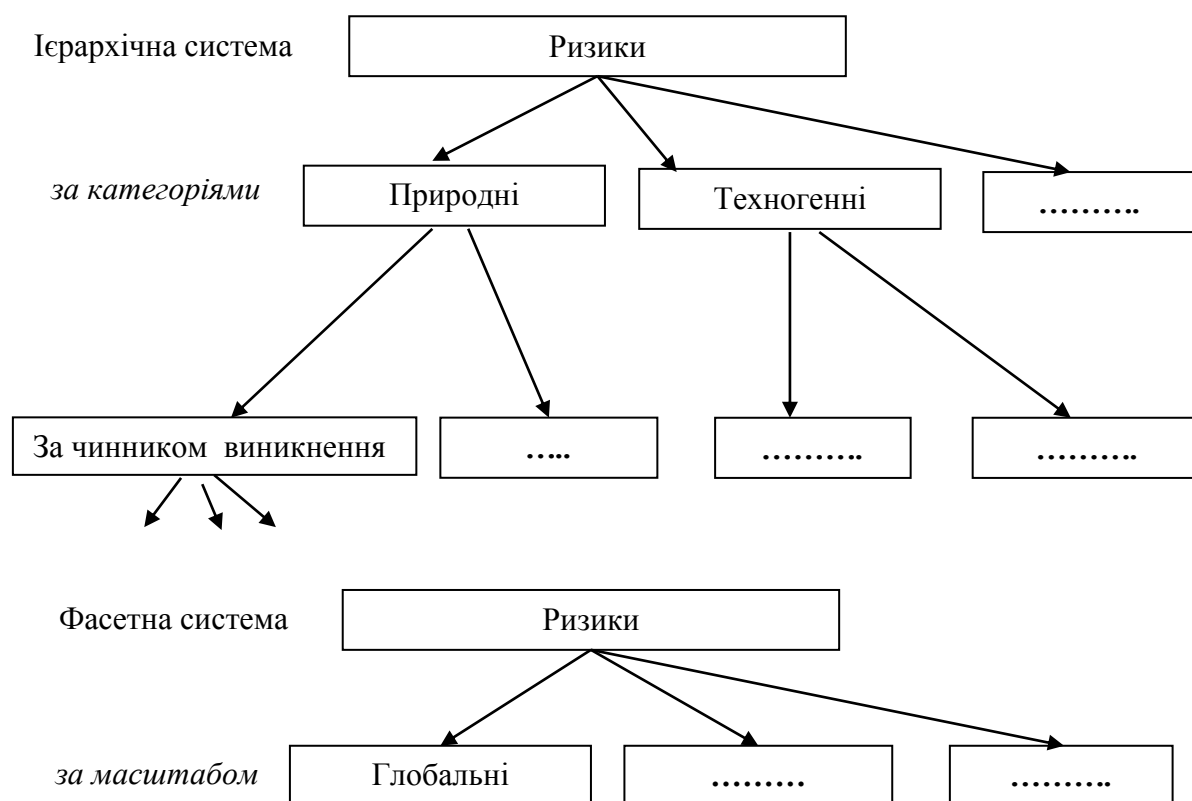 Ієрархічна система
Ризики
за категоріями
Природні
Техногенні
……….
За чинником виникнення
…..
……….
……….
Фасетна система
Ризики
за масштабом
Глобальні
………
……….